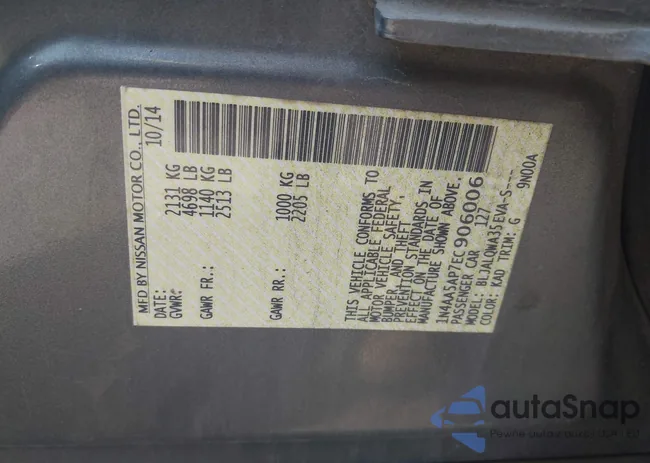 MFD BY NISSAN MOTOR CO., LTD.
DATE: 10/14
GVWR: 2131 KG
4698 LB
GAWR FR: 1140 KG
2513 LB
GAWR RR: 1000 KG
2205 LB
THIS VEHICLE CONFORMS TO
ALL APPLICABLE FEDERAL
MOTOR VEHICLE SAFETY,
BUMPER, AND THEFT
PREVENTION STANDARDS IN
EFFECT ON THE DATE OF
MANUFACTURE SHOWN ABOVE.
1N4AA5AP7EC906006
PASSENGER CAR 127
MODEL: BLJALQWA35EVA-S---
COLOR: KAD TRIM: G 9N00A
autoSnap